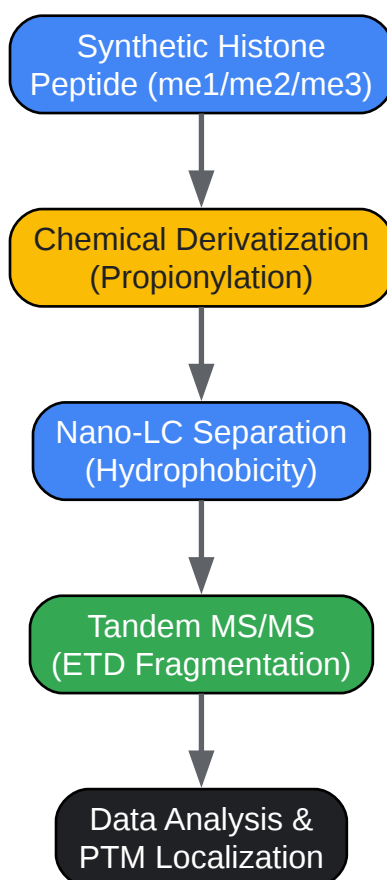 Synthetic Histone
Peptide (me1/me2/me3)
Chemical Derivatization
(Propionylation)
Nano-LC Separation
(Hydrophobicity)
Tandem MS/MS
(ETD Fragmentation)
Data Analysis &
PTM Localization